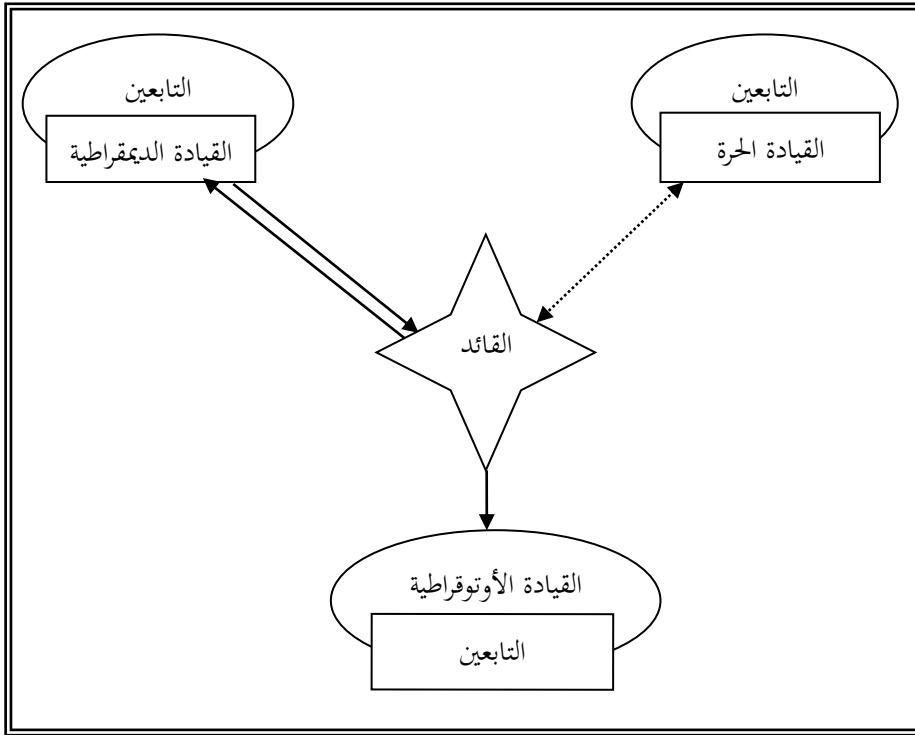 التابعين
القيادة الحرة
التابعين
القيادة الديمقراطية
القائد
القيادة الأوتوقراطية
التابعين